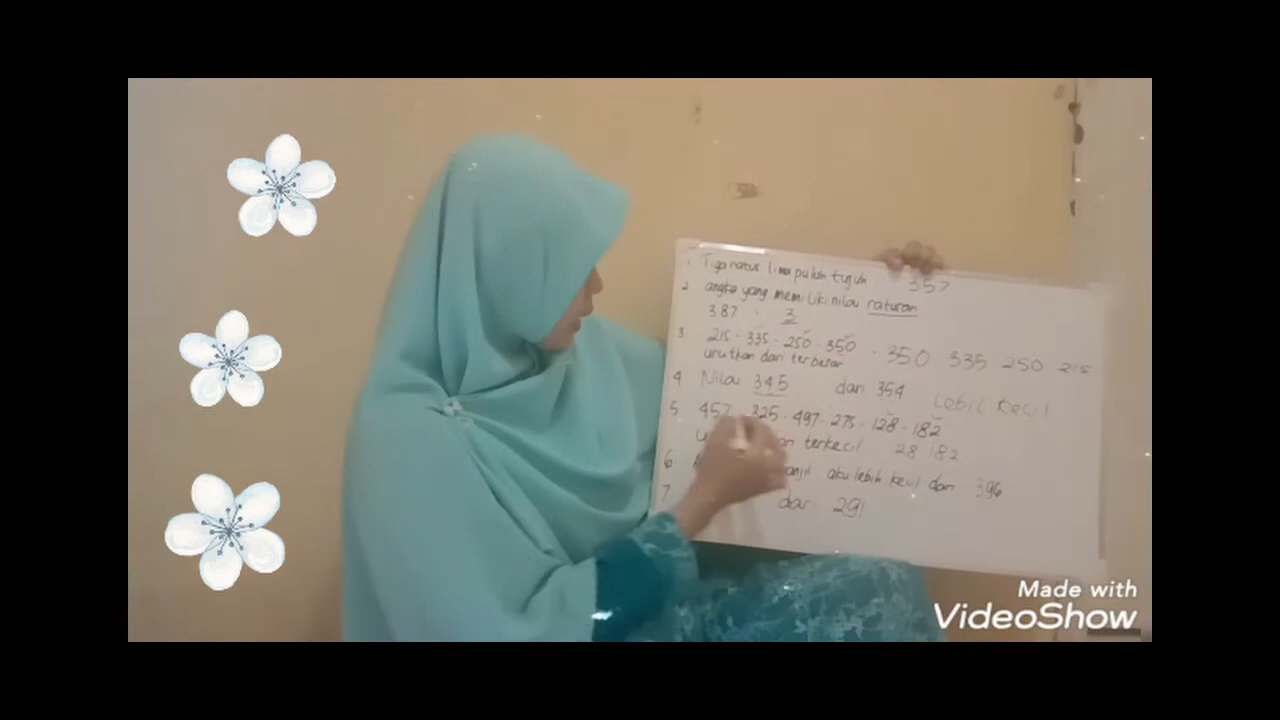 1 Tiga ratus lima puluh tujuh 357
2 angka yang memiliki nilai ratusan
387 . 3
3 215 - 335 - 250 - 350 . 350 335 250 215
urutkan dari terbesar
4 Nilai 345 dari 354 Lebih kecil
5 457 - 325 - 497 - 275 - 128 - 182
terkecil 128 182
6 aku lebih kecil dari 396
7 dar 291
Made with
VideoShow